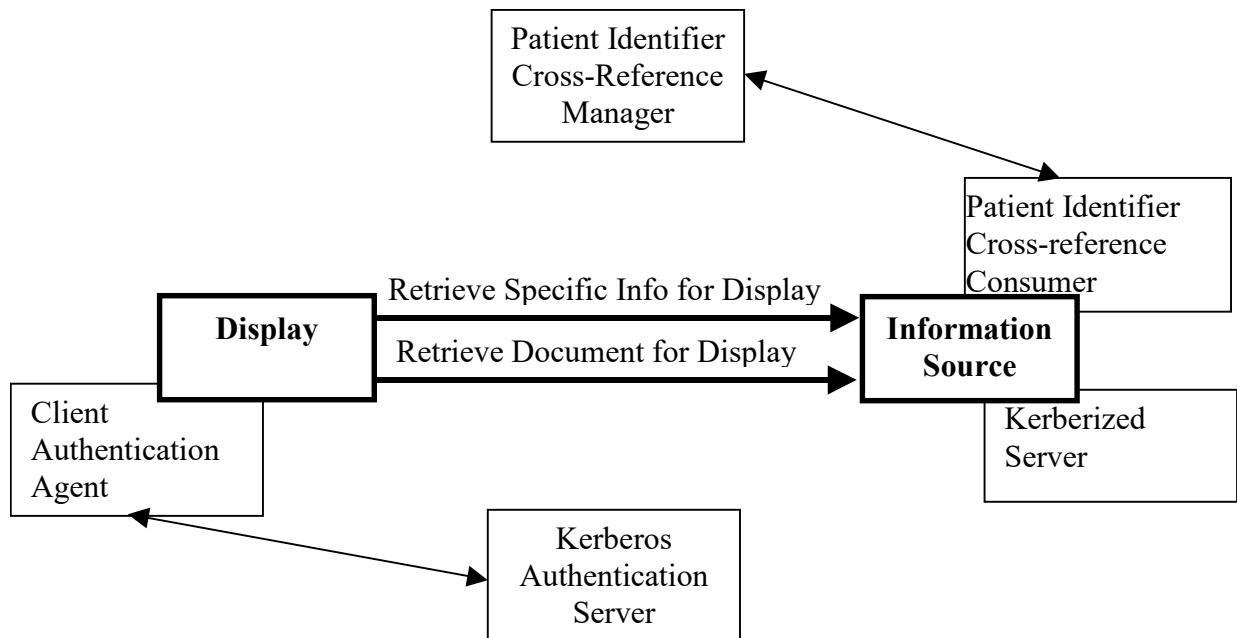 Patient Identifier
Cross-Reference
Manager
Patient Identifier
Cross-reference
Consumer
Retrieve Specific Info for Display
Display
Information
Source
Retrieve Document for Display
Client
Authentication
Agent
Kerberized
Server
Kerberos
Authentication
Server